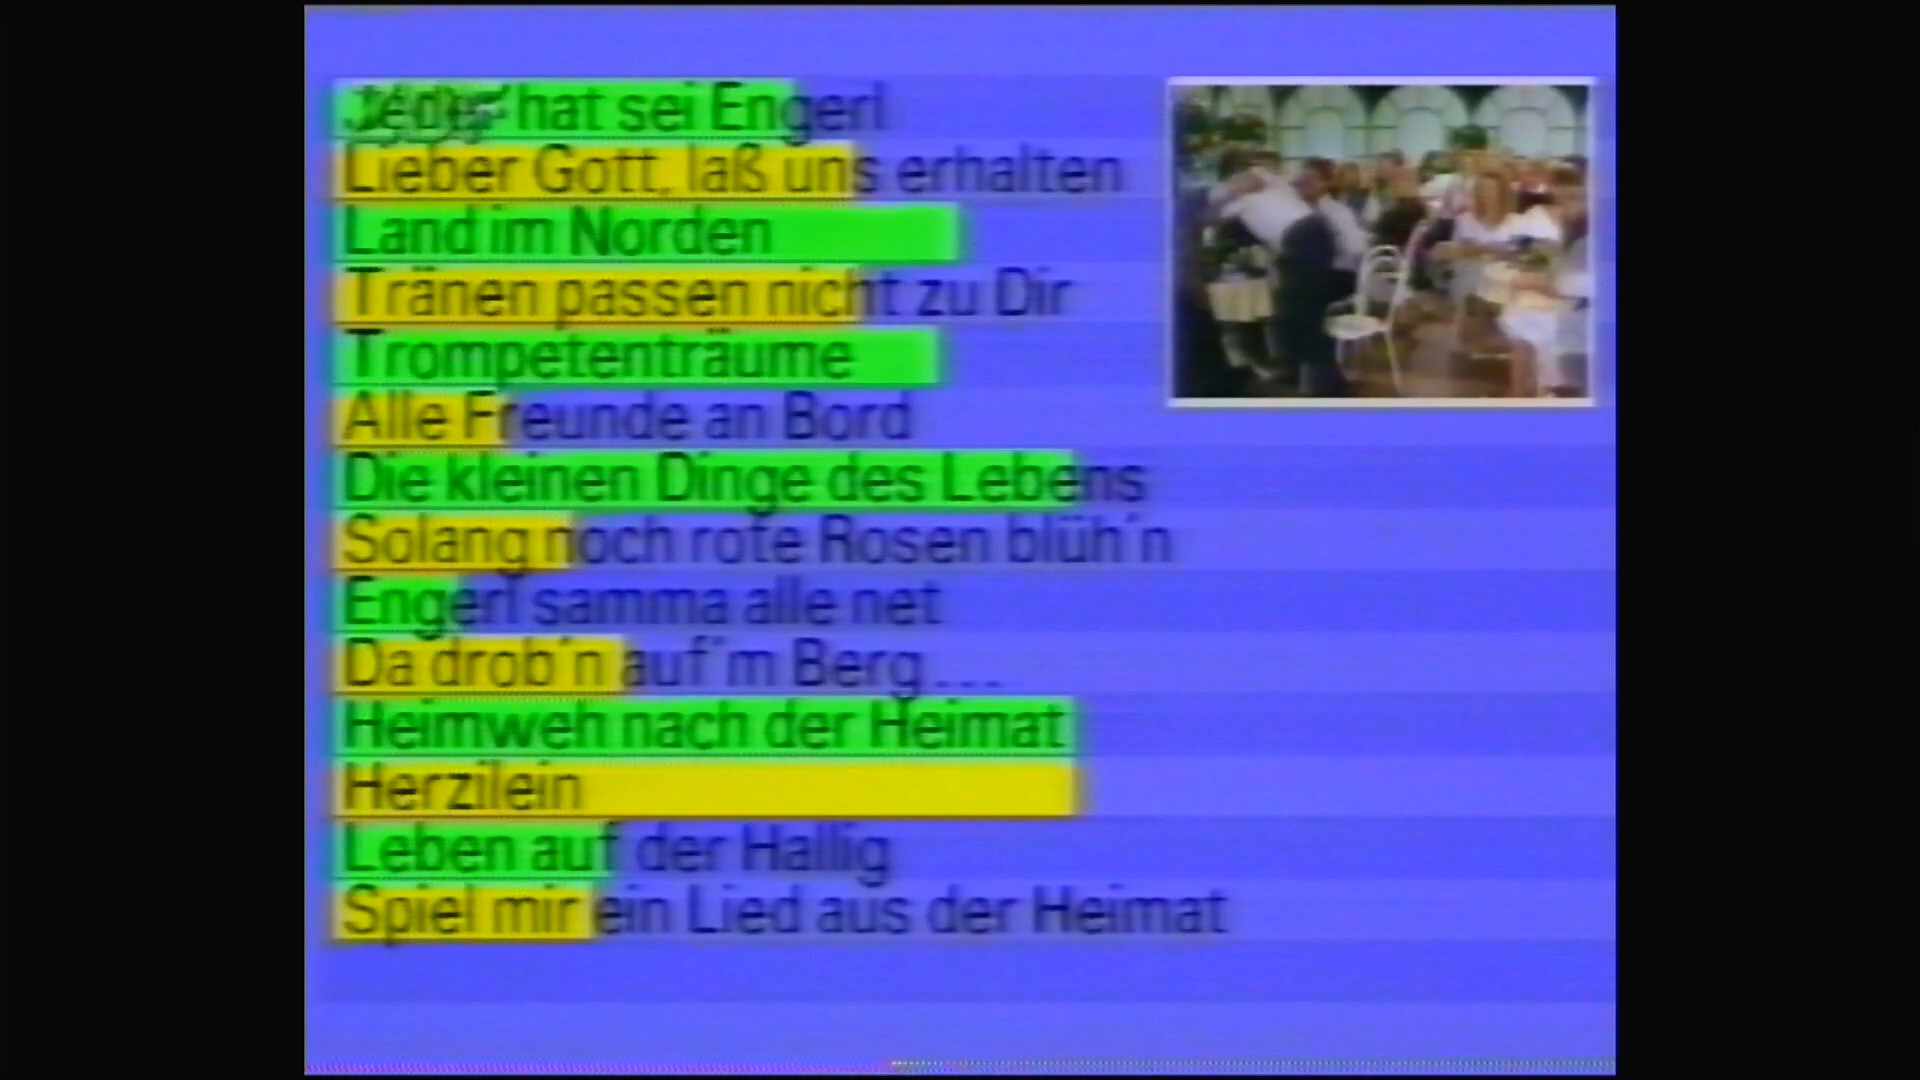 Jeder hat sei Engerl
Lieber Gott, laß uns erhalten
Land im Norden
Tränen passen nicht zu Dir
Trompetenträume
Alle Freunde an Bord
Die kleinen Dinge des Lebens
Solang noch rote Rosen blüh´n
Engerl samma alle net
Da drob´n auf´m Berg...
Heimweh nach der Heimat
Herzilein
Leben auf der Hallig
Spiel mir ein Lied aus der Heimat